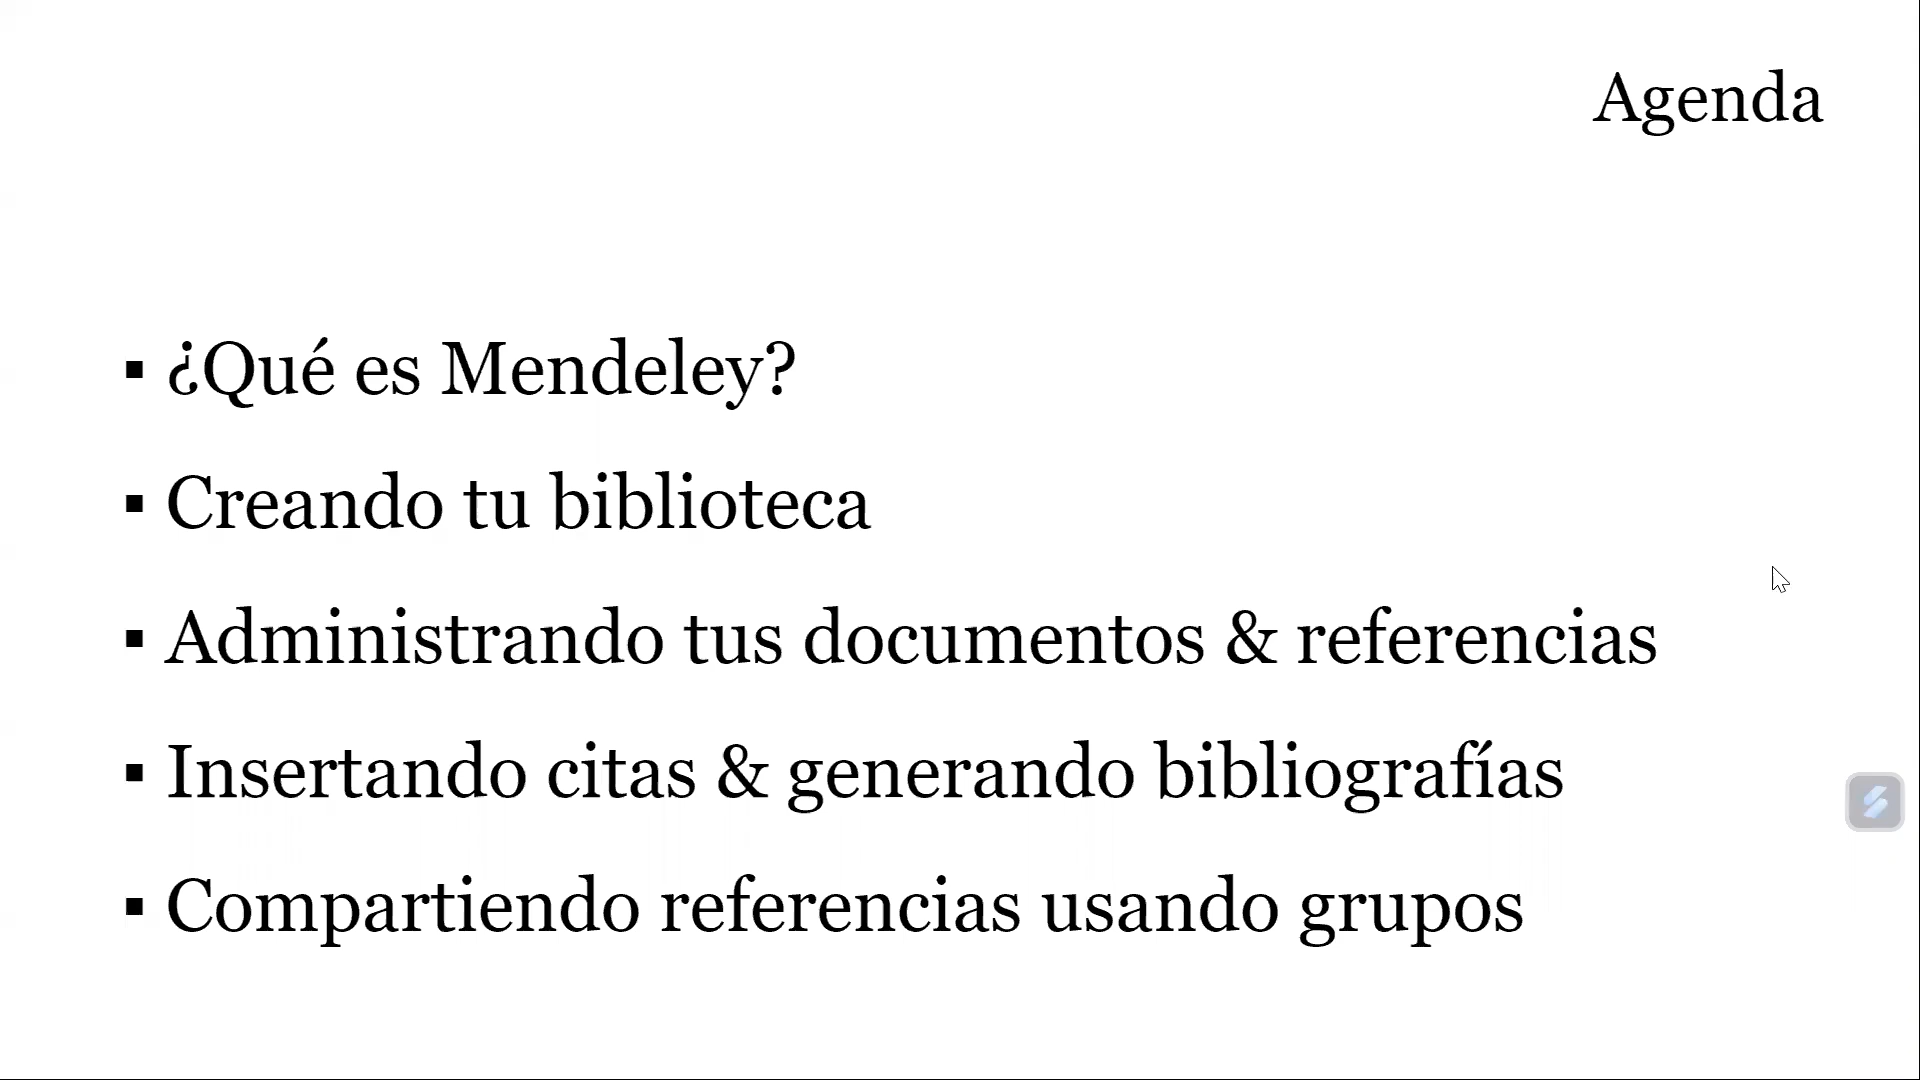 Agenda
▪ ¿Qué es Mendeley?
▪ Creando tu biblioteca
▪ Administrando tus documentos & referencias
▪ Insertando citas & generando bibliografías
▪ Compartiendo referencias usando grupos